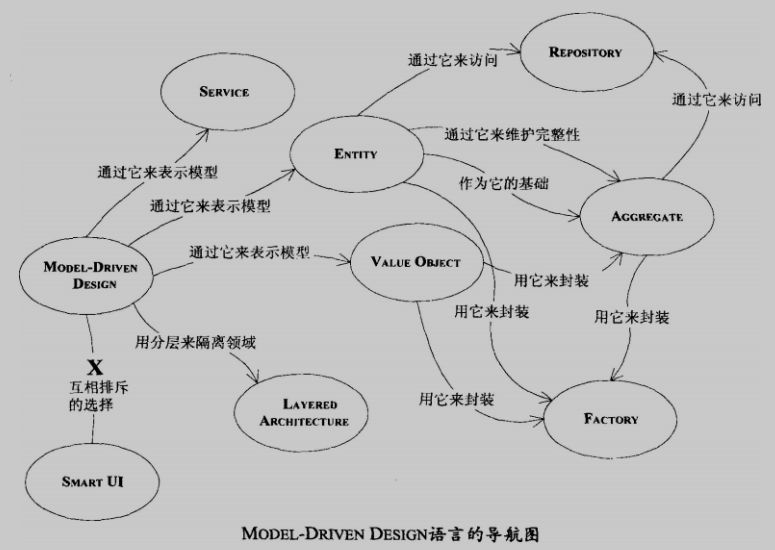 REPOSITORY
通过它来访问
SERVICE
通过它来访问
通过它来维护完整性
ENTITY
通过它来表示模型
作为它的基础
通过它来表示模型
AGGREGATE
通过它来表示模型
MODEL-DRIVEN
DESIGN
VALUE OBJECT
用它来封装
用它来封装
用它来封装
用分层来隔离领域
X
互相排斥
的选择
用它来封装
LAYERED
ARCHITECTURE
FACTORY
SMART UI
MODEL-DRIVEN DESIGN语言的导航图